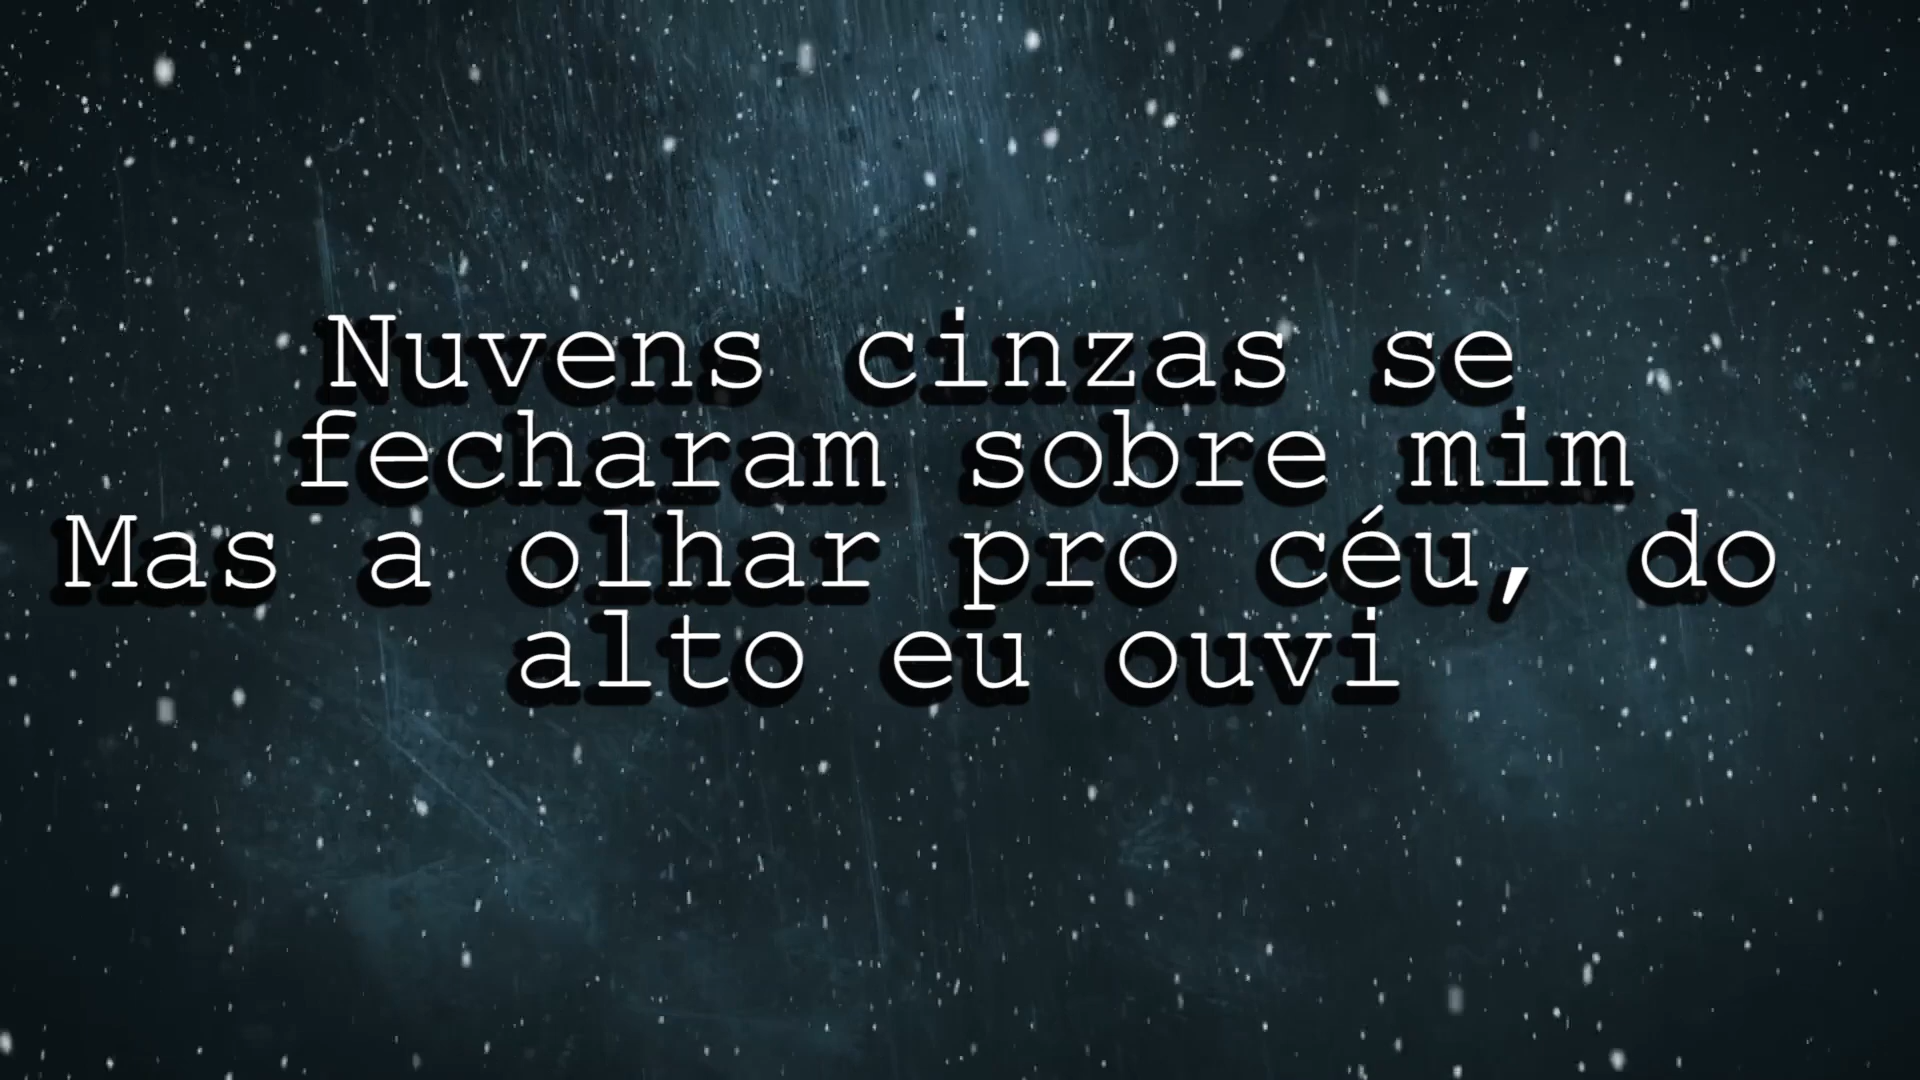 Nuvens cinzas se
fecharam sobre mim
Mas a olhar pro céu, do
alto eu ouvi